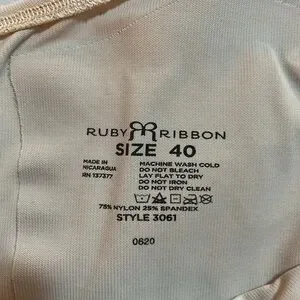 RUBY RIBBON
SIZE 40
MADE IN
NICARAGUA
RN 137377
MACHINE WASH COLD
DO NOT BLEACH
LAY FLAT TO DRY
DO NOT IRON
DO NOT DRY CLEAN
75% NYLON 25% SPANDEX
STYLE 3061
0620